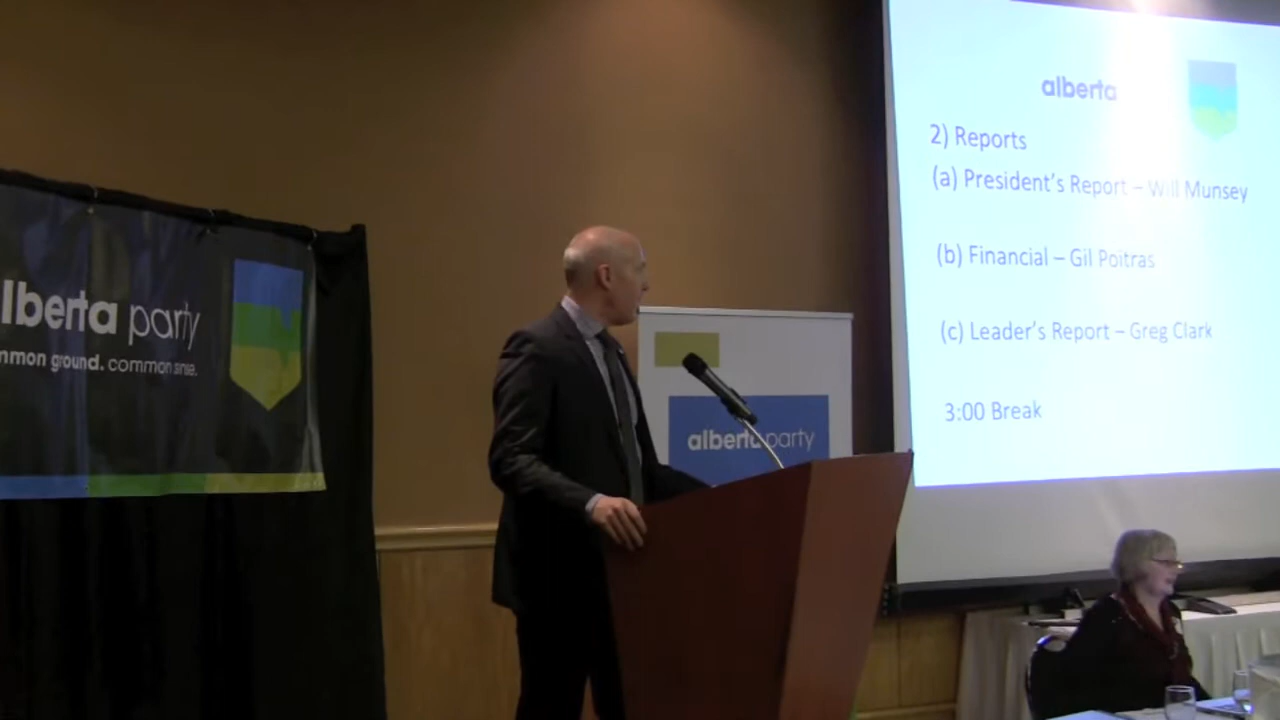 lberta party
mmon ground. common sense.
alberta party
alberta
2) Reports
(a) President's Report – Will Munsey
(b) Financial – Gil Poitras
(c) Leader's Report – Greg Clark
3:00 Break